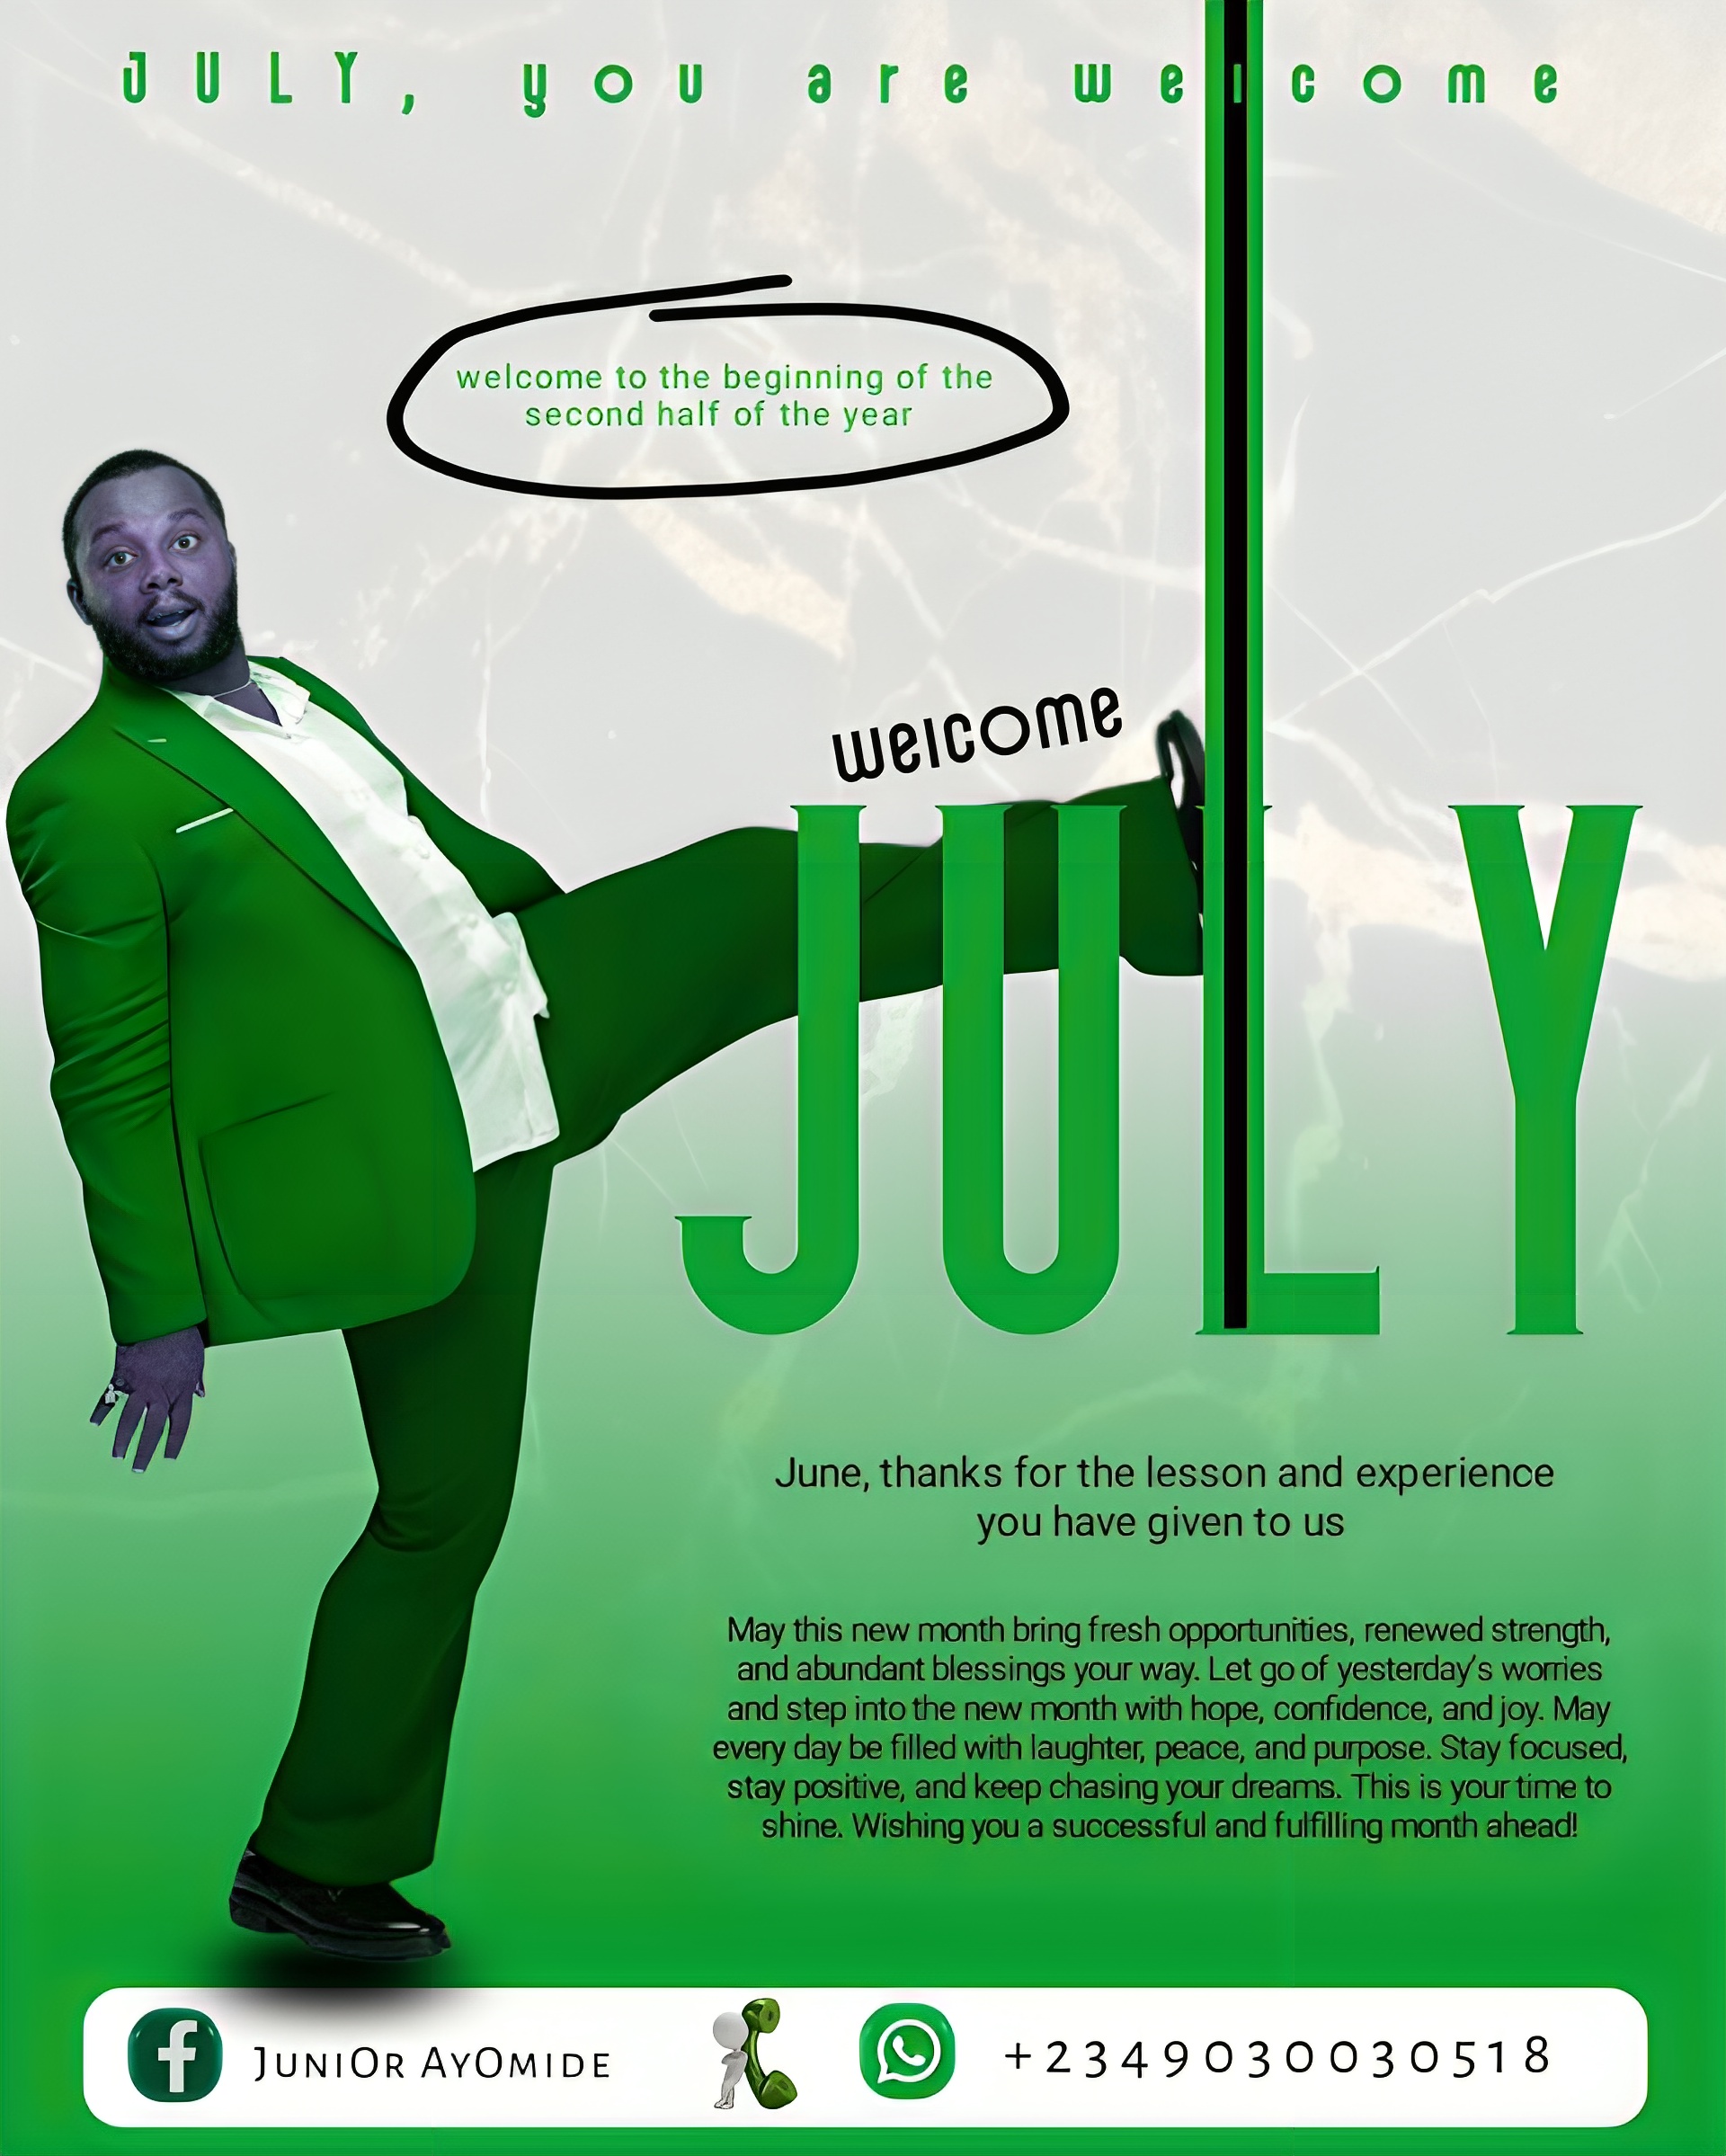 JULY, you are welcome
welcome to the beginning of the
second half of the year
welcome
JULY
June, thanks for the lesson and experience
you have given to us
May this new month bring fresh opportunities, renewed strength,
and abundant blessings your way. Let go of yesterday's worries
and step into the new month with hope, confidence, and joy. May
every day be filled with laughter, peace, and purpose. Stay focused,
stay positive, and keep chasing your dreams. This is your time to
shine. Wishing you a successful and fulfilling month ahead!
JuniOr AyOmide
+2349030030518